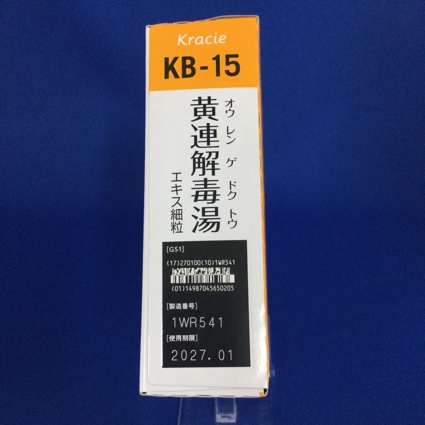 Kracie
KB-15
黄連解毒湯
オウ レン ゲ ドク トウ
エキス細粒
[GS1]
(17)270100(10)1WR541
(01)14987045650205
[製造番号]
1WR541
[使用期限]
2027.01